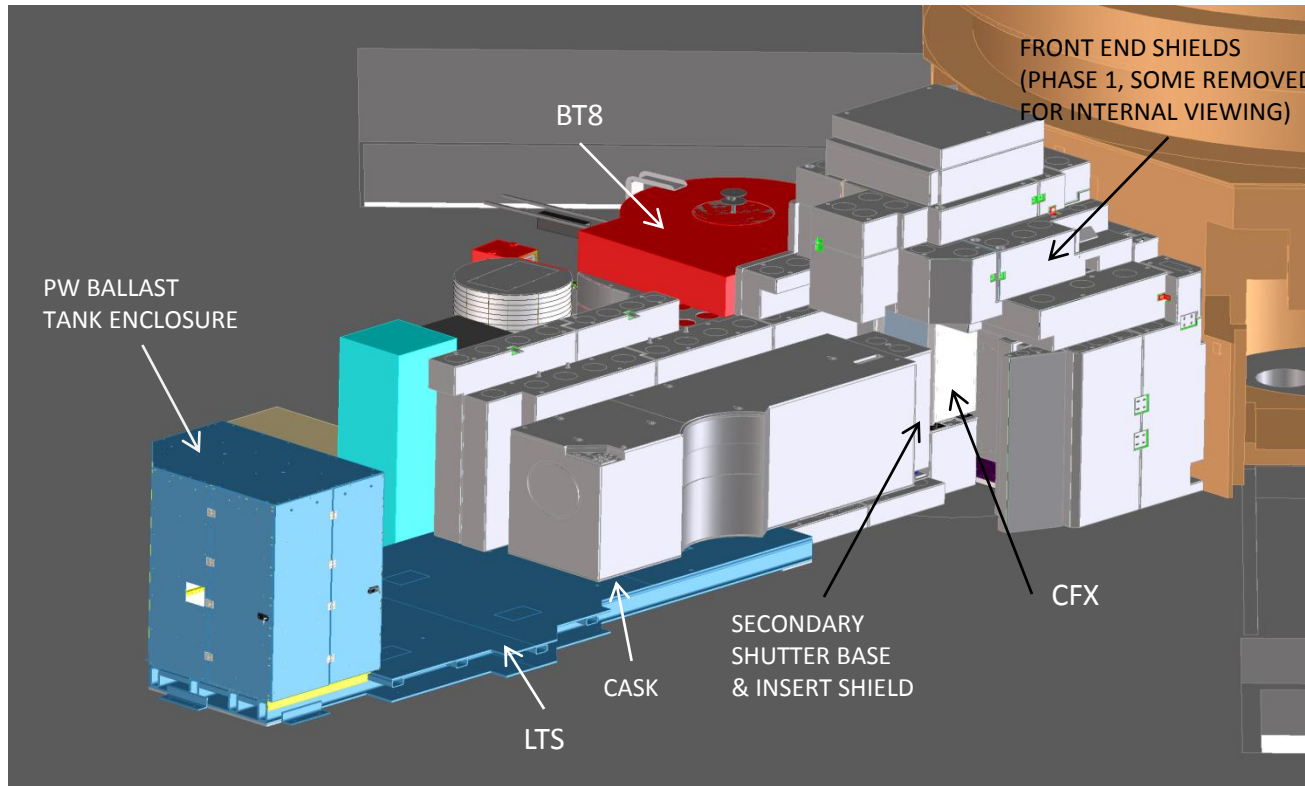 FRONT END SHIELDS
(PHASE 1, SOME REMOVED
FOR INTERNAL VIEWING)
BT8
PW BALLAST
TANK ENCLOSURE
SECONDARY
SHUTTER BASE
& INSERT SHIELD
CFX
CASK
LTS